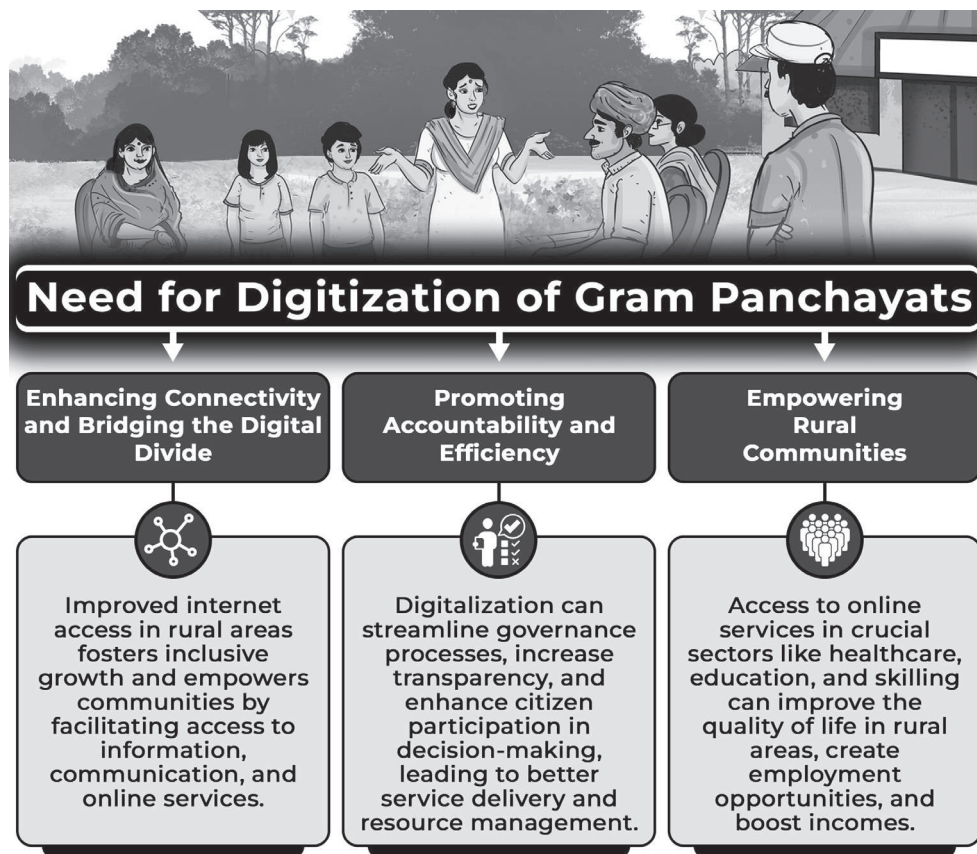 Need for Digitization of Gram Panchayats
Enhancing Connectivity
and Bridging the Digital
Divide
Improved internet
access in rural areas
fosters inclusive
growth and empowers
communities by
facilitating access to
information,
communication, and
online services.
Promoting
Accountability and
Efficiency
Digitalization can
streamline governance
processes, increase
transparency, and
enhance citizen
participation in
decision-making,
leading to better
service delivery and
resource management.
Empowering
Rural
Communities
Access to online
services in crucial
sectors like healthcare,
education, and skilling
can improve the
quality of life in rural
areas, create
employment
opportunities, and
boost incomes.